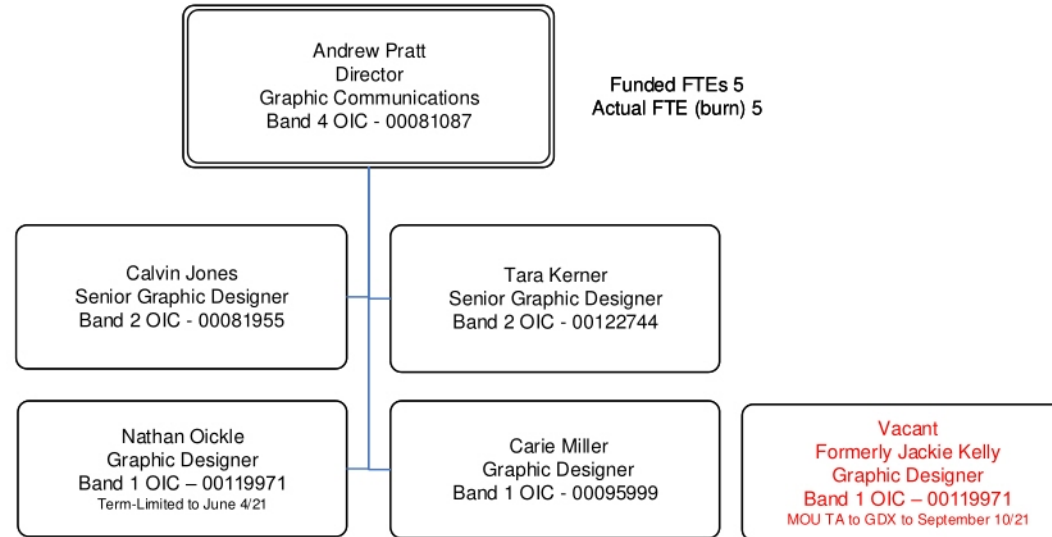 Andrew Pratt
Director
Graphic Communications
Band 4 OIC - 00081087
Funded FTEs 5
Actual FTE (burn) 5
Calvin Jones
Senior Graphic Designer
Band 2 OIC - 00081955
Tara Kerner
Senior Graphic Designer
Band 2 OIC - 00122744
Nathan Oickle
Graphic Designer
Band 1 OIC – 00119971
Term-Limited to June 4/21
Carie Miller
Graphic Designer
Band 1 OIC - 00095999
Vacant
Formerly Jackie Kelly
Graphic Designer
Band 1 OIC – 00119971
MOU TA to GDX to September 10/21